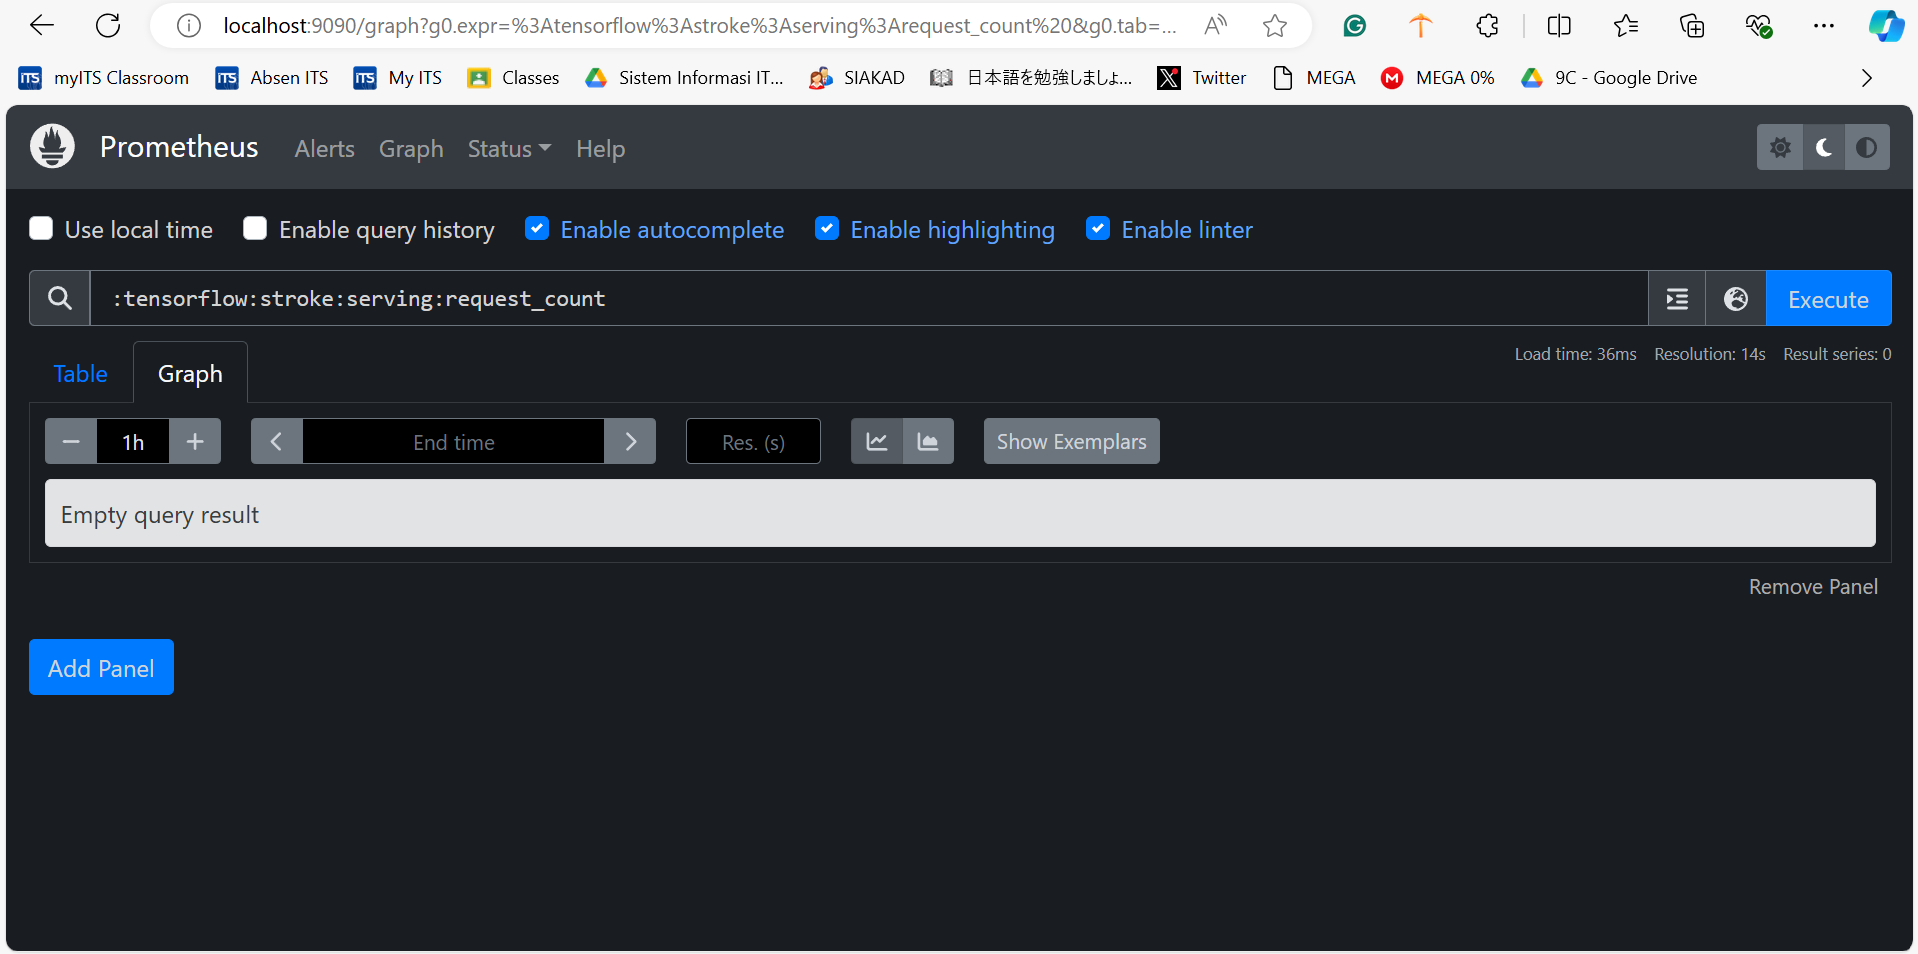 localhost:9090/graph?g0.expr=%3Atensorflow%3Astroke%3Aserving%3Arequest_count%20&g0.tab=...
myITS Classroom Absen ITS My ITS Classes Sistem Informasi IT... SIAKAD 日本語を勉強しましょ... Twitter MEGA MEGA 0% 9C - Google Drive
Prometheus Alerts Graph Status Help
Use local time Enable query history Enable autocomplete Enable highlighting Enable linter
:tensorflow:stroke:serving:request_count Execute
Load time: 36ms Resolution: 14s Result series: 0
Table Graph
1h End time Res. (s) Show Exemplars
Empty query result
Remove Panel
Add Panel